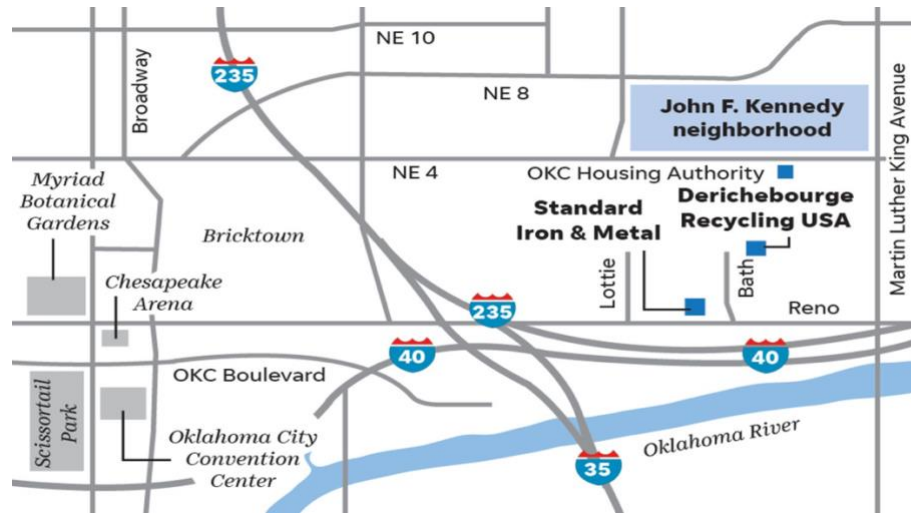 NE 10
235
Broadway
NE 8
John F. Kennedy
neighborhood
Martin Luther King Avenue
NE 4
OKC Housing Authority
Myriad
Botanical
Gardens
Derichebourge
Recycling USA
Standard
Iron & Metal
Bricktown
Chesapeake
Arena
Lottie
Bath
Reno
235
40
40
OKC Boulevard
Scissortail
Park
Oklahoma City
Convention
Center
Oklahoma River
35